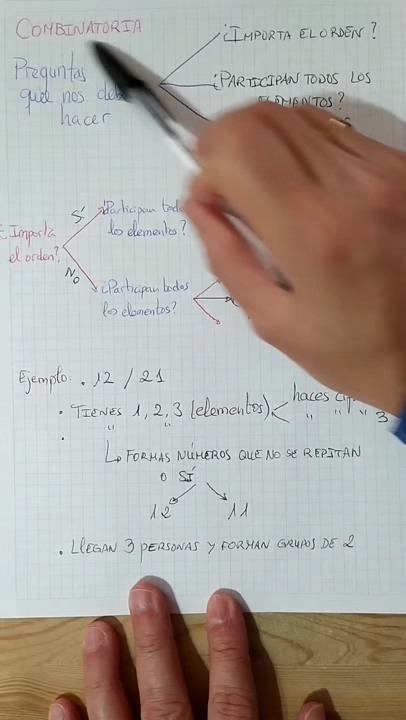 COMBINATORIA
¿IMPORTA EL ORDEN?
Preguntas
que nos
hacer
¿PARTICIPAN TODOS LOS
ELEMENTOS?
¿Importa
el orden?
SÍ
¿Participan
los elementos?
No
¿Participan todos
los elementos?
Ejemplo: . 12 / 21
. TIENES 1, 2, 3 (elementos)
haces
" " " 3
" "
.
↳ FORMAS NÚMEROS QUE NO SE REPITAN
O SÍ
12 11
. LLEGAN 3 PERSONAS Y FORMAN GRUPOS DE 2